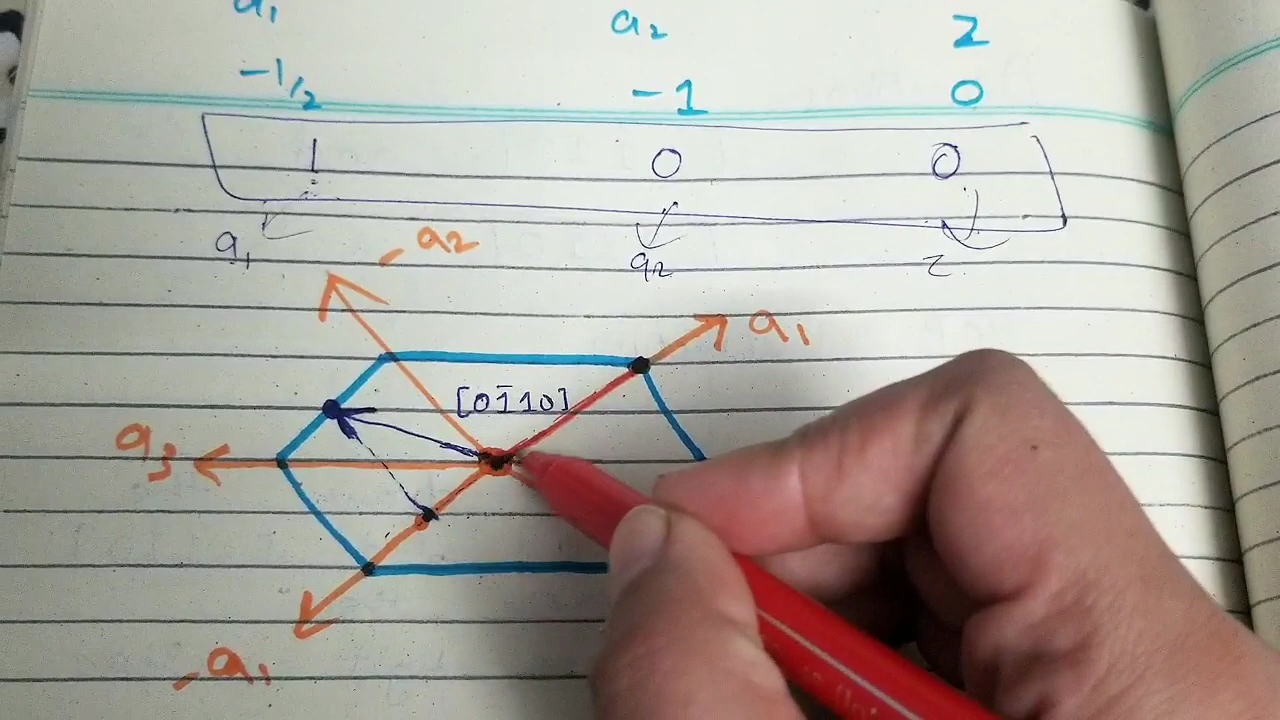 a₁ a₂ Z
-1/2 -1 0
1 0 0
a₁ a₂ z
-a₂
a₁
[01̄10]
a₃
-a₁